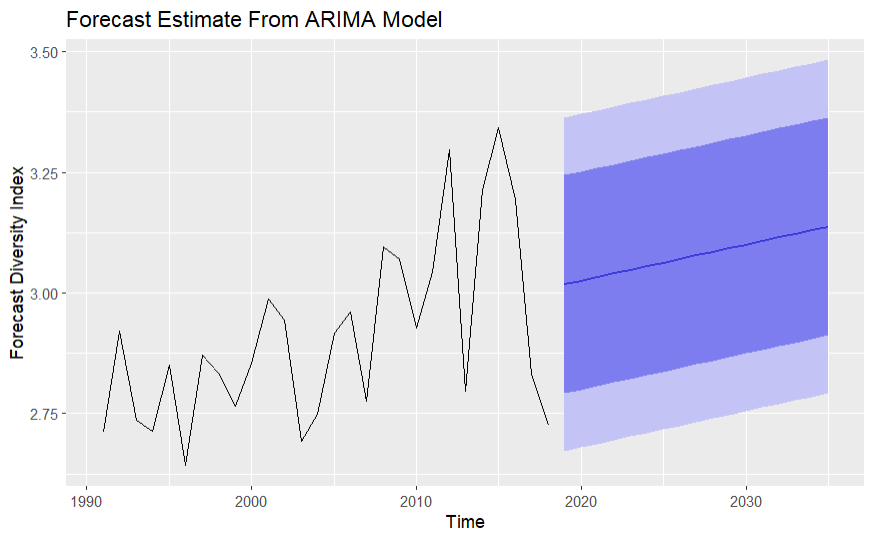 Forecast Estimate From ARIMA Model
Forecast Diversity Index
3.50
3.25
3.00
2.75
1990 2000 2010 2020 2030
Time